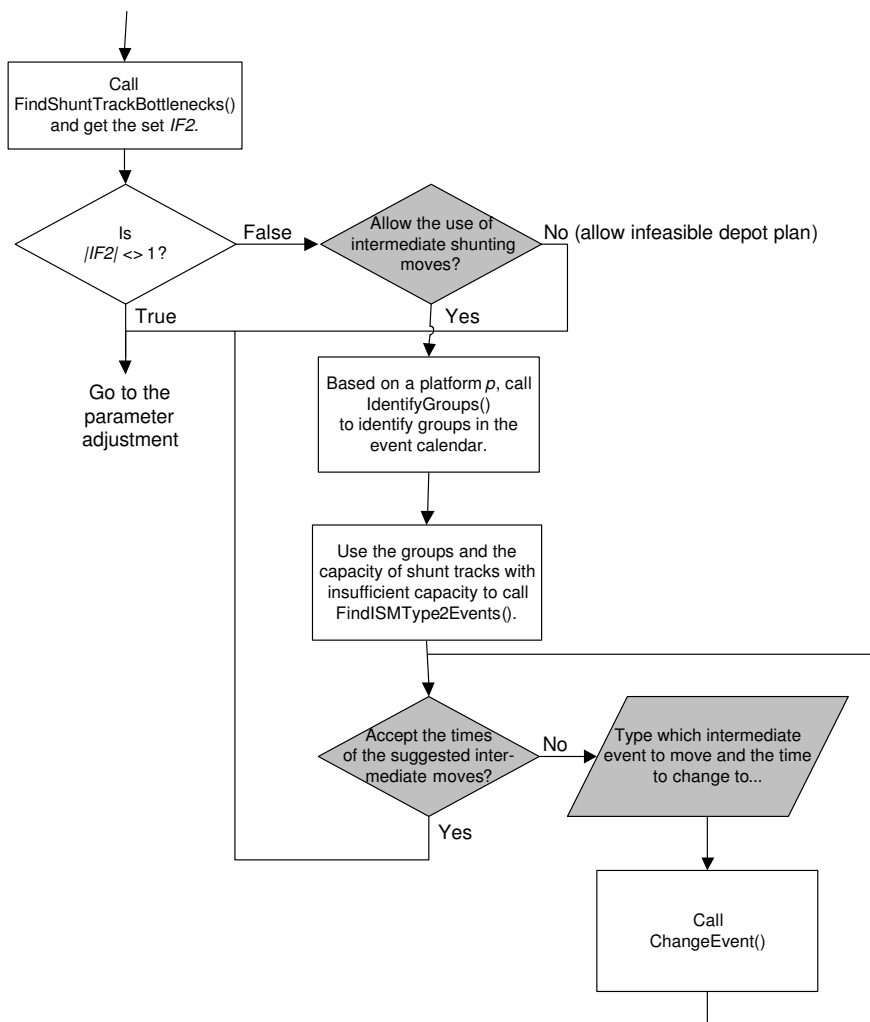 Call
FindShuntTrackBottlenecks()
and get the set IF2.
Is
|IF2| <> 1?
False
True
Allow the use of
intermediate shunting
moves?
No (allow infeasible depot plan)
Yes
Go to the
parameter
adjustment
Based on a platform p, call
IdentifyGroups()
to identify groups in the
event calendar.
Use the groups and the
capacity of shunt tracks with
insufficient capacity to call
FindISMType2Events().
Accept the times
of the suggested inter-
mediate moves?
No
Yes
Type which intermediate
event to move and the time
to change to...
Call
ChangeEvent()